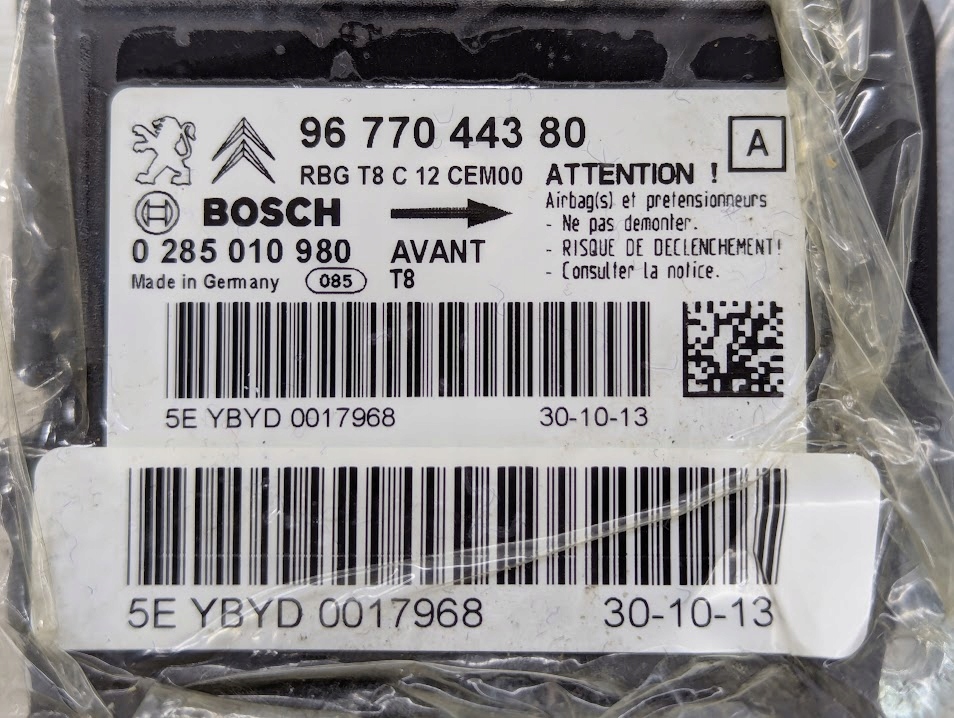 96 770 443 80
A
RBG T8 C 12 CEM00
ATTENTION !
Airbag(s) et pretensionneurs
- Ne pas demonter.
- RISQUE DE DECLENCHEMENT!
- Consulter la notice.
BOSCH
0 285 010 980
AVANT
Made in Germany
085
T8
5E YBYD 0017968
30-10-13
5E YBYD 0017968
30-10-13